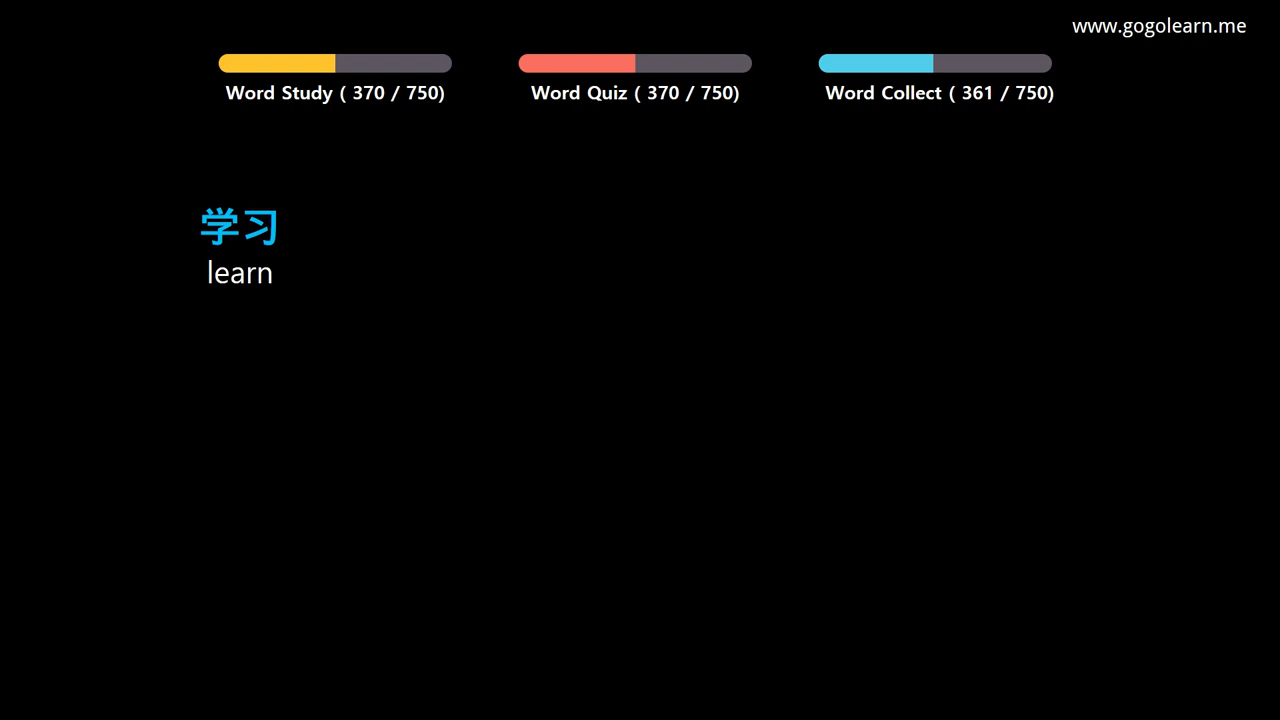 www.gogolearn.me
Word Study ( 370 / 750)
Word Quiz ( 370 / 750)
Word Collect ( 361 / 750)
学习
learn